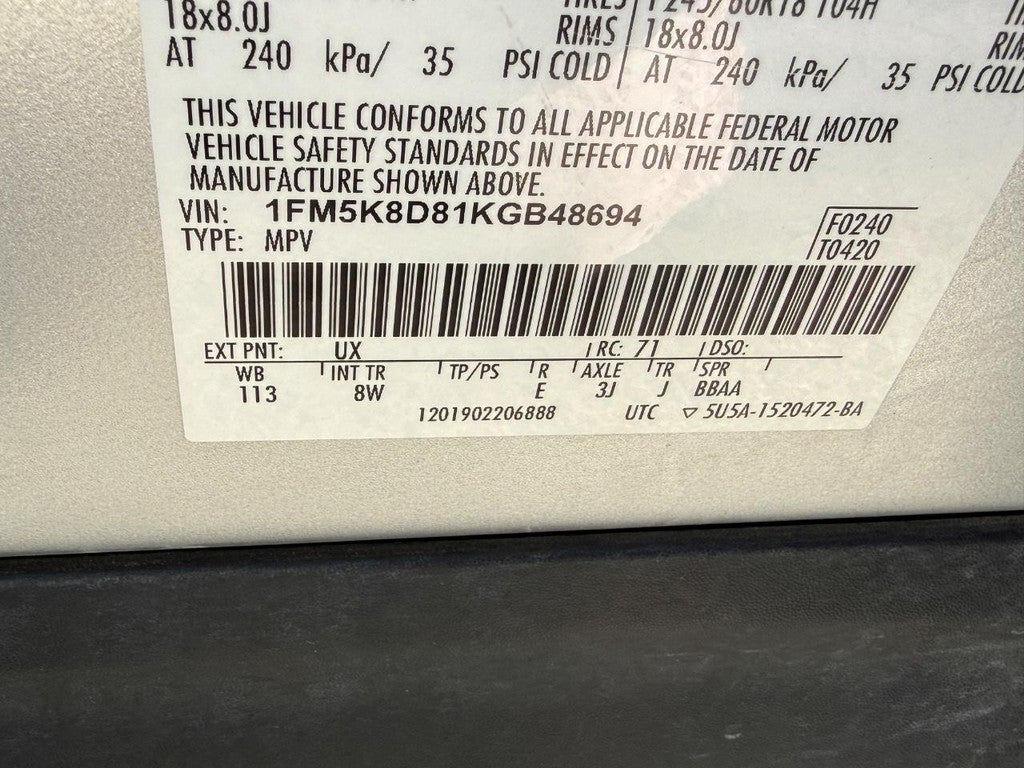 18x8.0J RIMS 18x8.0J
AT 240 kPa/ 35 PSI COLD AT 240 kPa/ 35 PSI COLD
THIS VEHICLE CONFORMS TO ALL APPLICABLE FEDERAL MOTOR
VEHICLE SAFETY STANDARDS IN EFFECT ON THE DATE OF
MANUFACTURE SHOWN ABOVE.
VIN: 1FM5K8D81KGB48694
TYPE: MPV
F0240
T0420
EXT PNT: UX RC: 71 DSO:
WB INT TR TP/PS R AXLE TR SPR
113 8W E 3J J BBAA
1201902206888 UTC ▽ 5U5A-1520472-BA